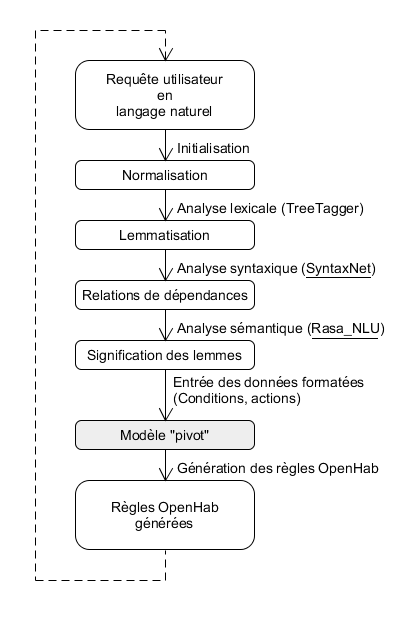 Requête utilisateur
en
langage naturel
Initialisation
Normalisation
Analyse lexicale (TreeTagger)
Lemmatisation
Analyse syntaxique (SyntaxNet)
Relations de dépendances
Analyse sémantique (Rasa_NLU)
Signification des lemmes
Entrée des données formatées
(Conditions, actions)
Modèle "pivot"
Génération des règles OpenHab
Règles OpenHab
générées